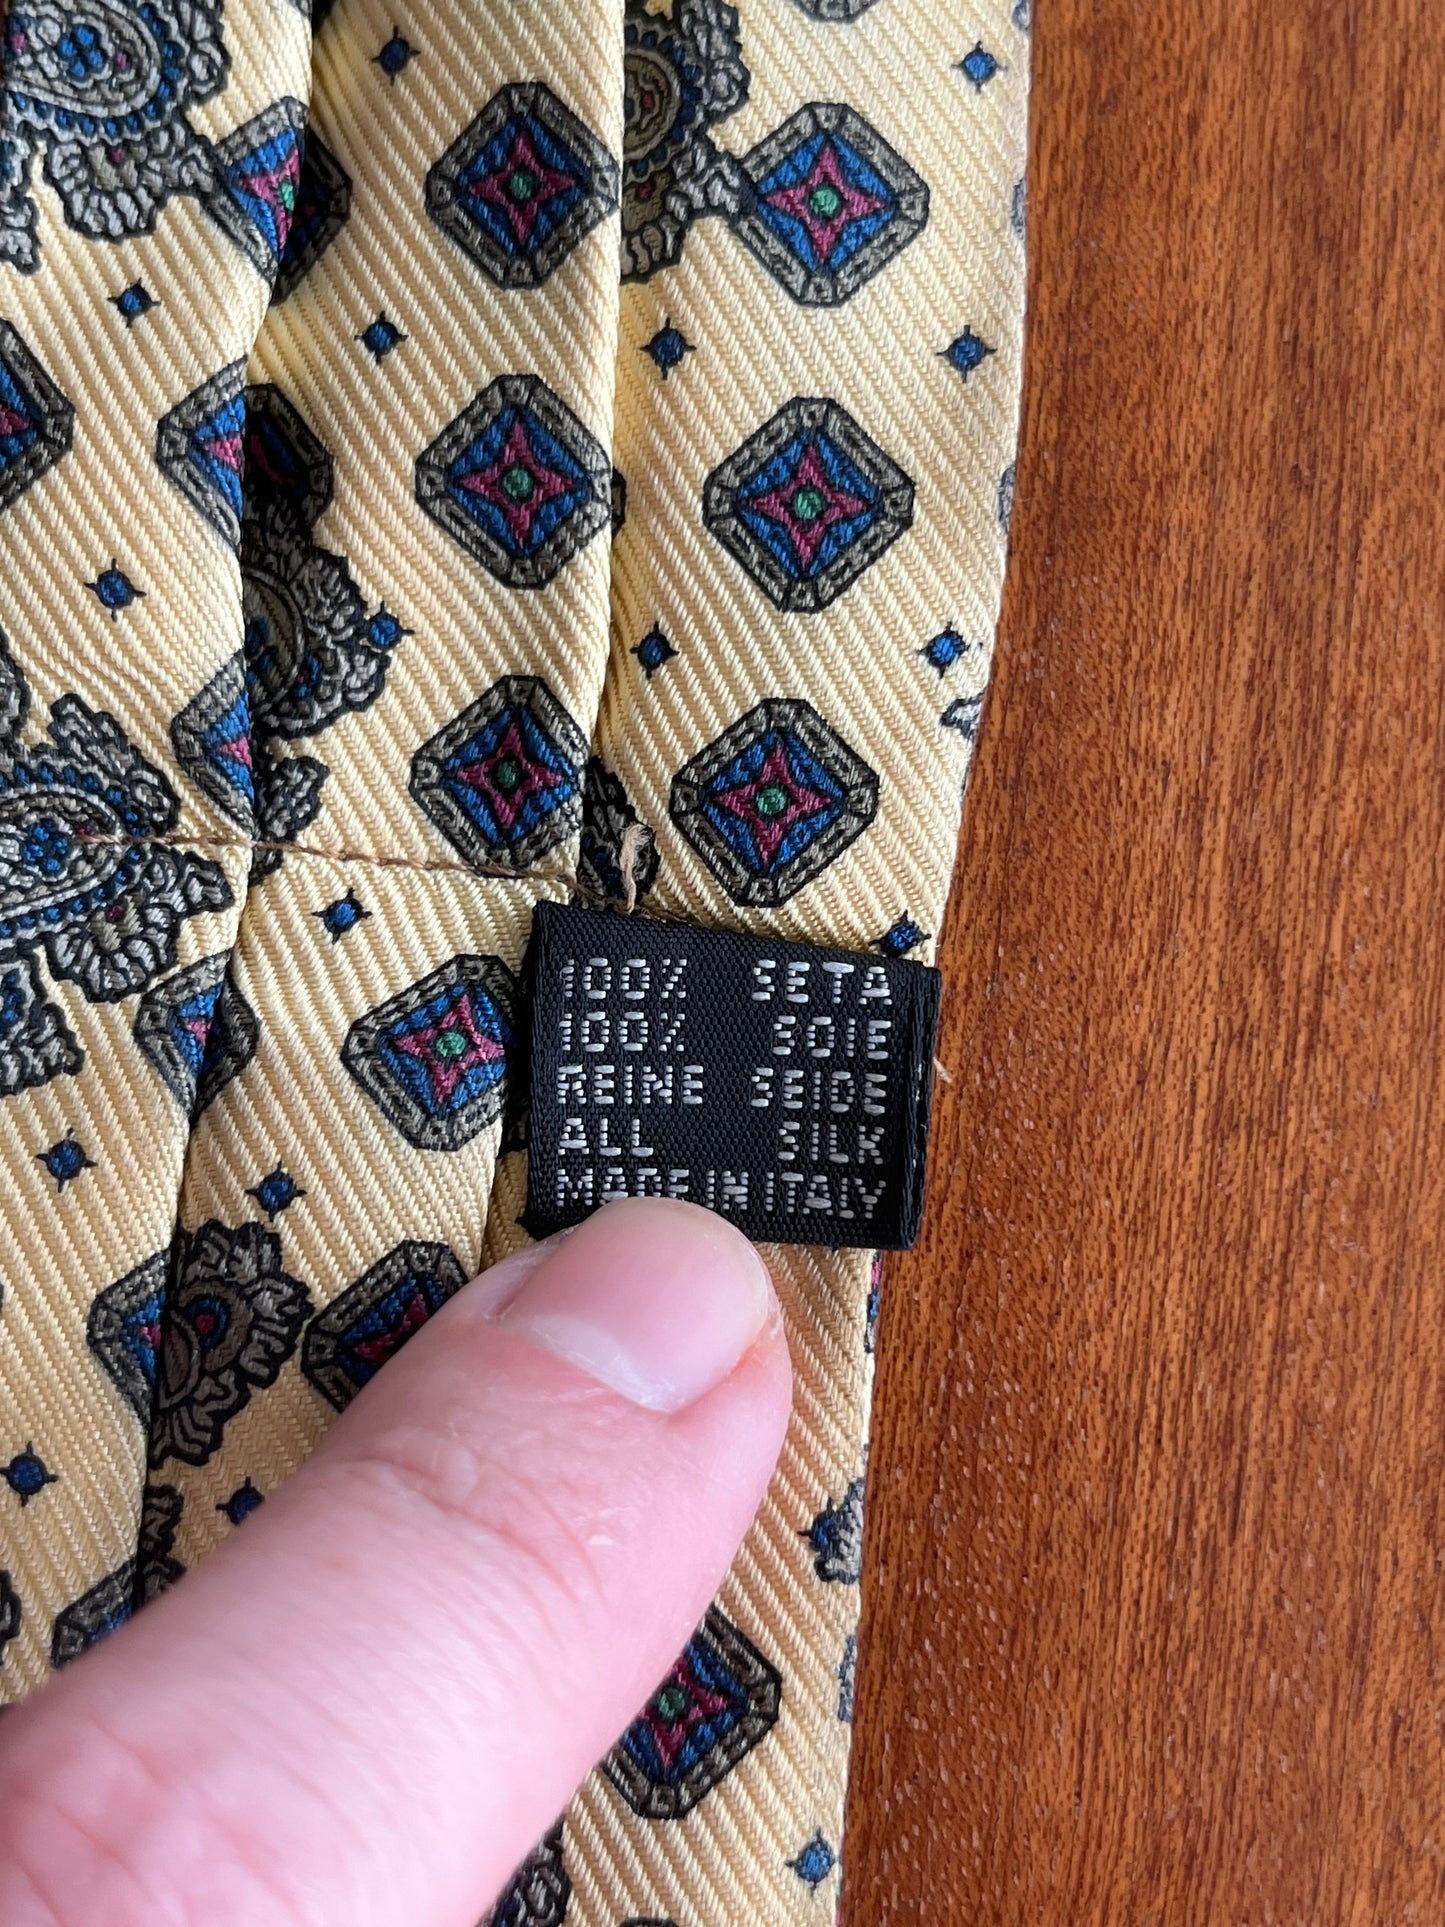 100% SETA
100% SOIE
REINE SEIDE
ALL SILK
MADE IN ITALY